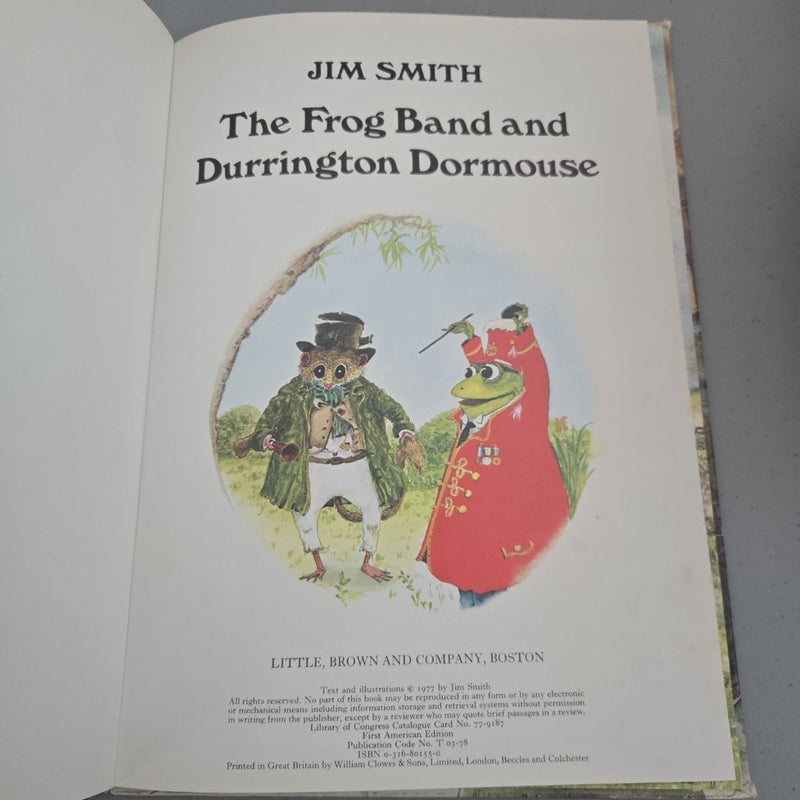 JIM SMITH
The Frog Band and
Durrington Dormouse
LITTLE, BROWN AND COMPANY, BOSTON
Text and illustrations © 1977 by Jim Smith
All rights reserved. No part of this book may be reproduced in any form or by any electronic
or mechanical means including information storage and retrieval systems without permission
in writing from the publisher, except by a reviewer who may quote brief passages in a review.
Library of Congress Catalogue Card No. 77-9187
First American Edition
Publication Code No. T 03-78
ISBN 0-316-80155-0
Printed in Great Britain by William Clowes & Sons, Limited, London, Beccles and Colchester